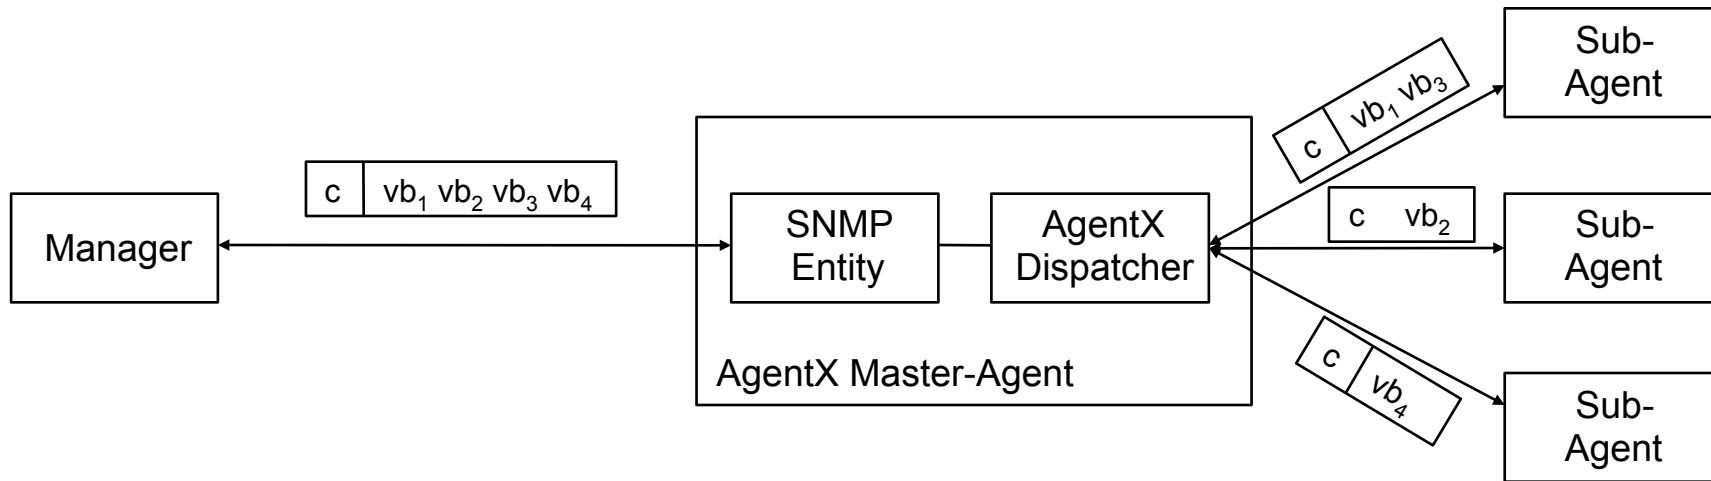 Manager
c vb₁ vb₂ vb₃ vb₄
SNMP
Entity
AgentX
Dispatcher
AgentX Master-Agent
c vb₁ vb₃
c vb₂
c vb₄
Sub-
Agent
Sub-
Agent
Sub-
Agent